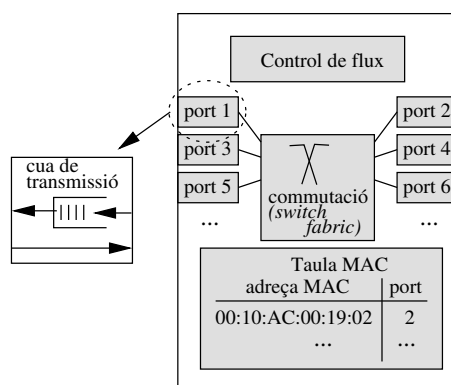 Control de flux
port 1
port 2
port 3
port 4
port 5
port 6
...
...
cua de
transmissió
commutació
(switch
fabric)
Taula MAC
adreça MAC port
00:10:AC:00:19:02 2
... ...